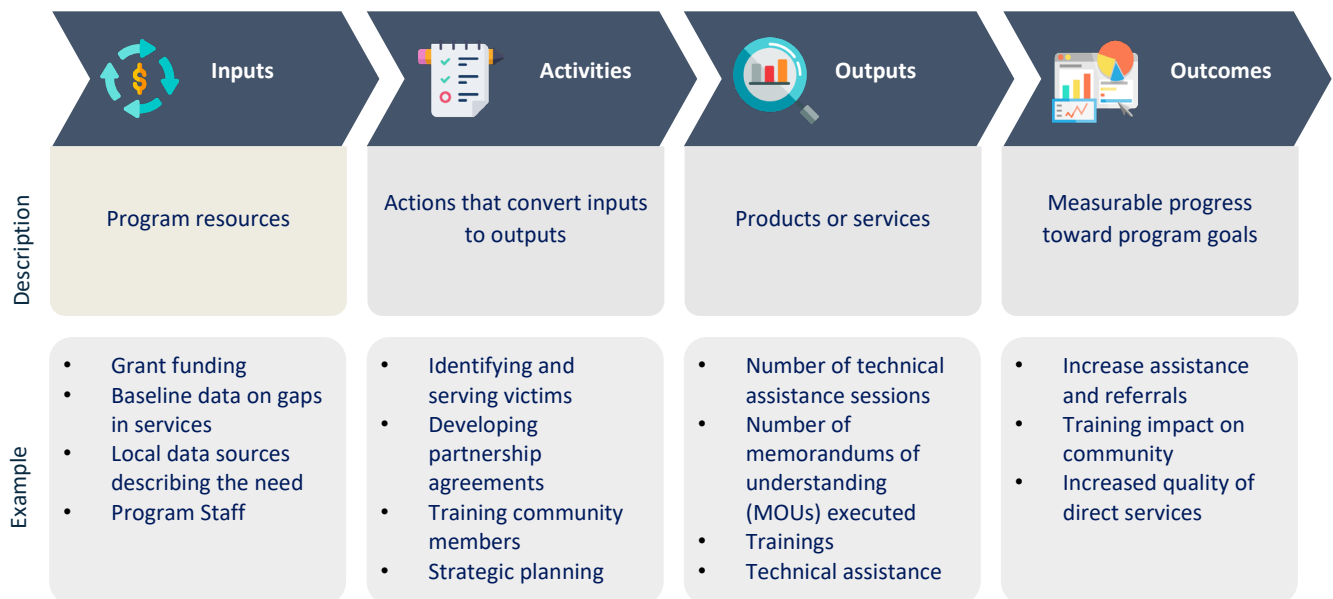 Inputs
Activities
Outputs
Outcomes
Description
Program resources
Actions that convert inputs
to outputs
Products or services
Measurable progress
toward program goals
Example
• Grant funding
• Baseline data on gaps
in services
• Local data sources
describing the need
• Program Staff
• Identifying and
serving victims
• Developing
partnership
agreements
• Training community
members
• Strategic planning
• Number of technical
assistance sessions
• Number of
memorandums of
understanding
(MOUs) executed
• Trainings
• Technical assistance
• Increase assistance
and referrals
• Training impact on
community
• Increased quality of
direct services